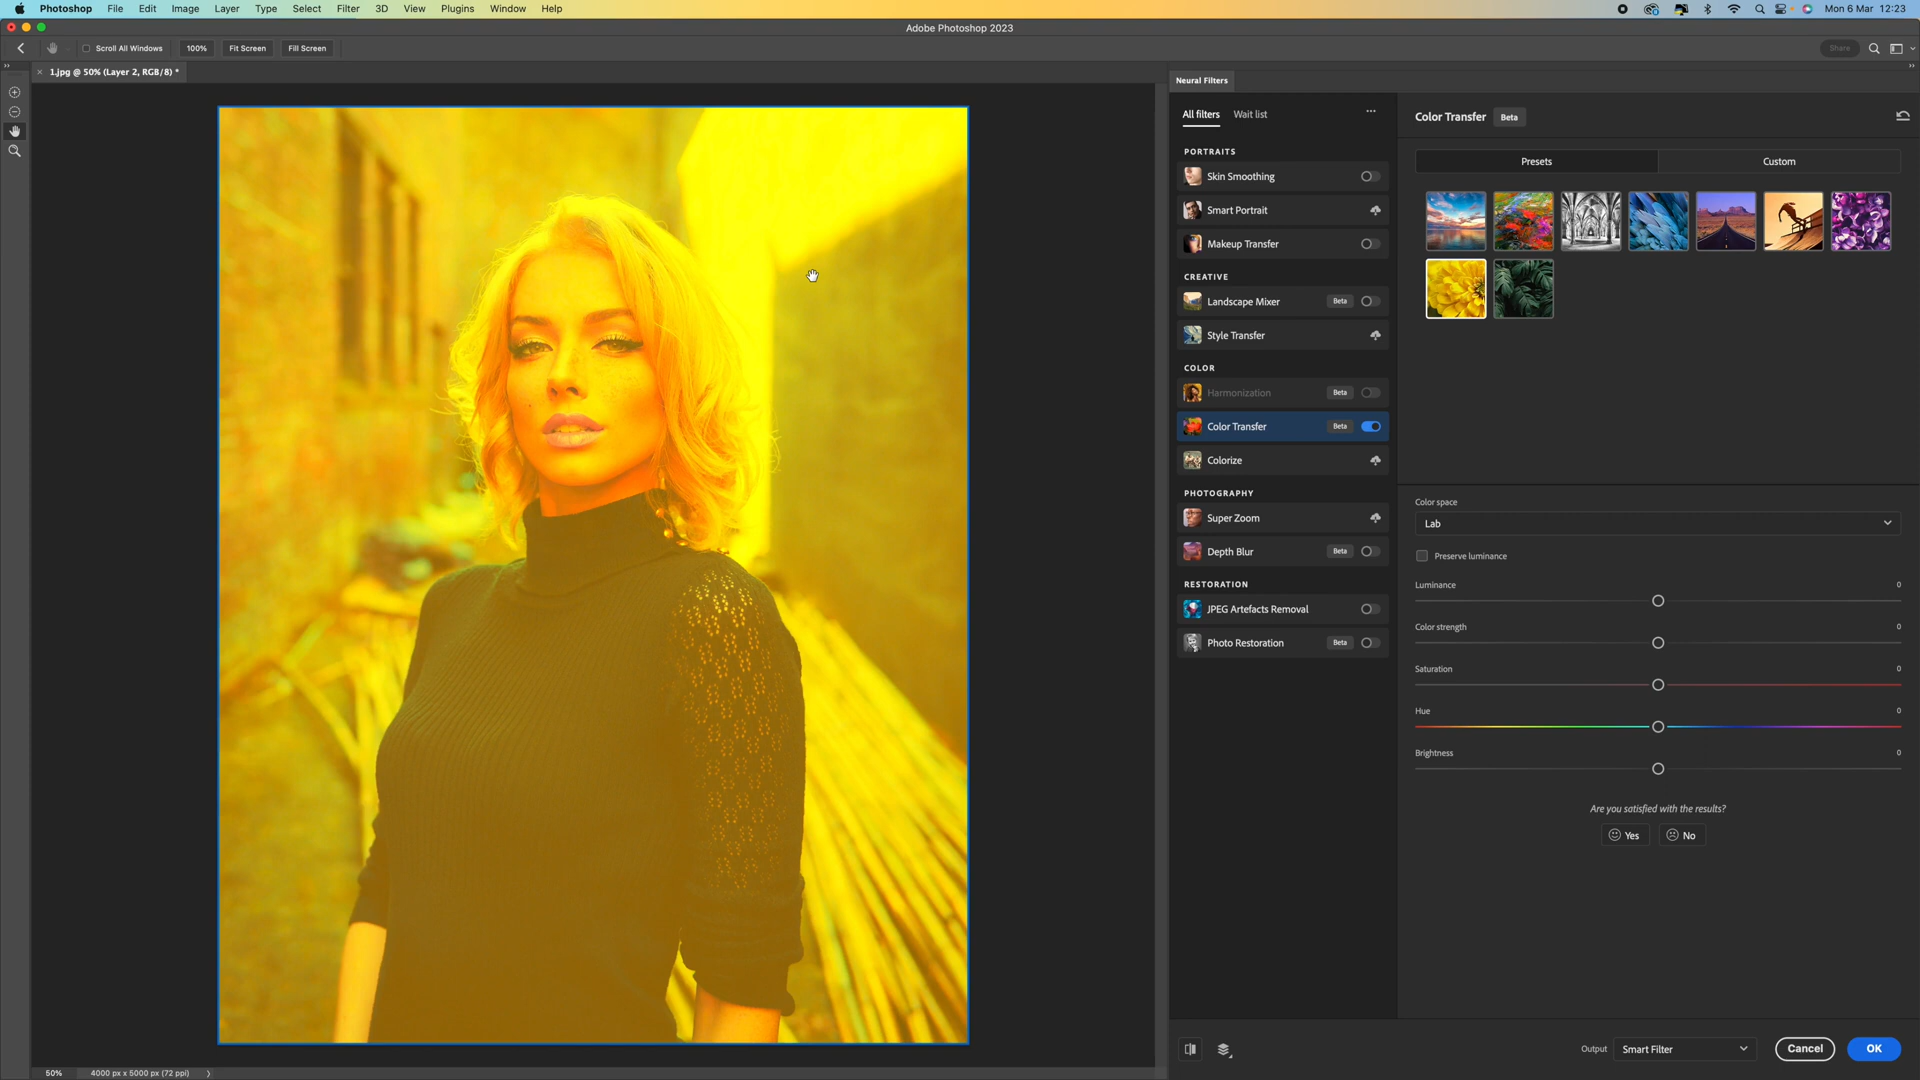 Photoshop File Edit Image Layer Type Select Filter 3D View Plugins Window Help Mon 6 Mar 12:23
Adobe Photoshop 2023
Scroll All Windows 100% Fit Screen Fill Screen Share
1.jpg @ 50% (Layer 2, RGB/8) *
Neural Filters
All filters Wait list
Color Transfer Beta
PORTRAITS
Presets Custom
Skin Smoothing
Smart Portrait
Makeup Transfer
CREATIVE
Landscape Mixer Beta
Style Transfer
COLOR
Harmonization Beta
Color Transfer Beta
Colorize
PHOTOGRAPHY
Super Zoom
Depth Blur Beta
RESTORATION
JPEG Artefacts Removal
Photo Restoration Beta
Color space
Lab
Preserve luminance
Luminance 0
Color strength 0
Saturation 0
Hue 0
Brightness 0
Are you satisfied with the results?
Yes No
Output Smart Filter Cancel OK
50% 4000 px x 5000 px (72 ppi)